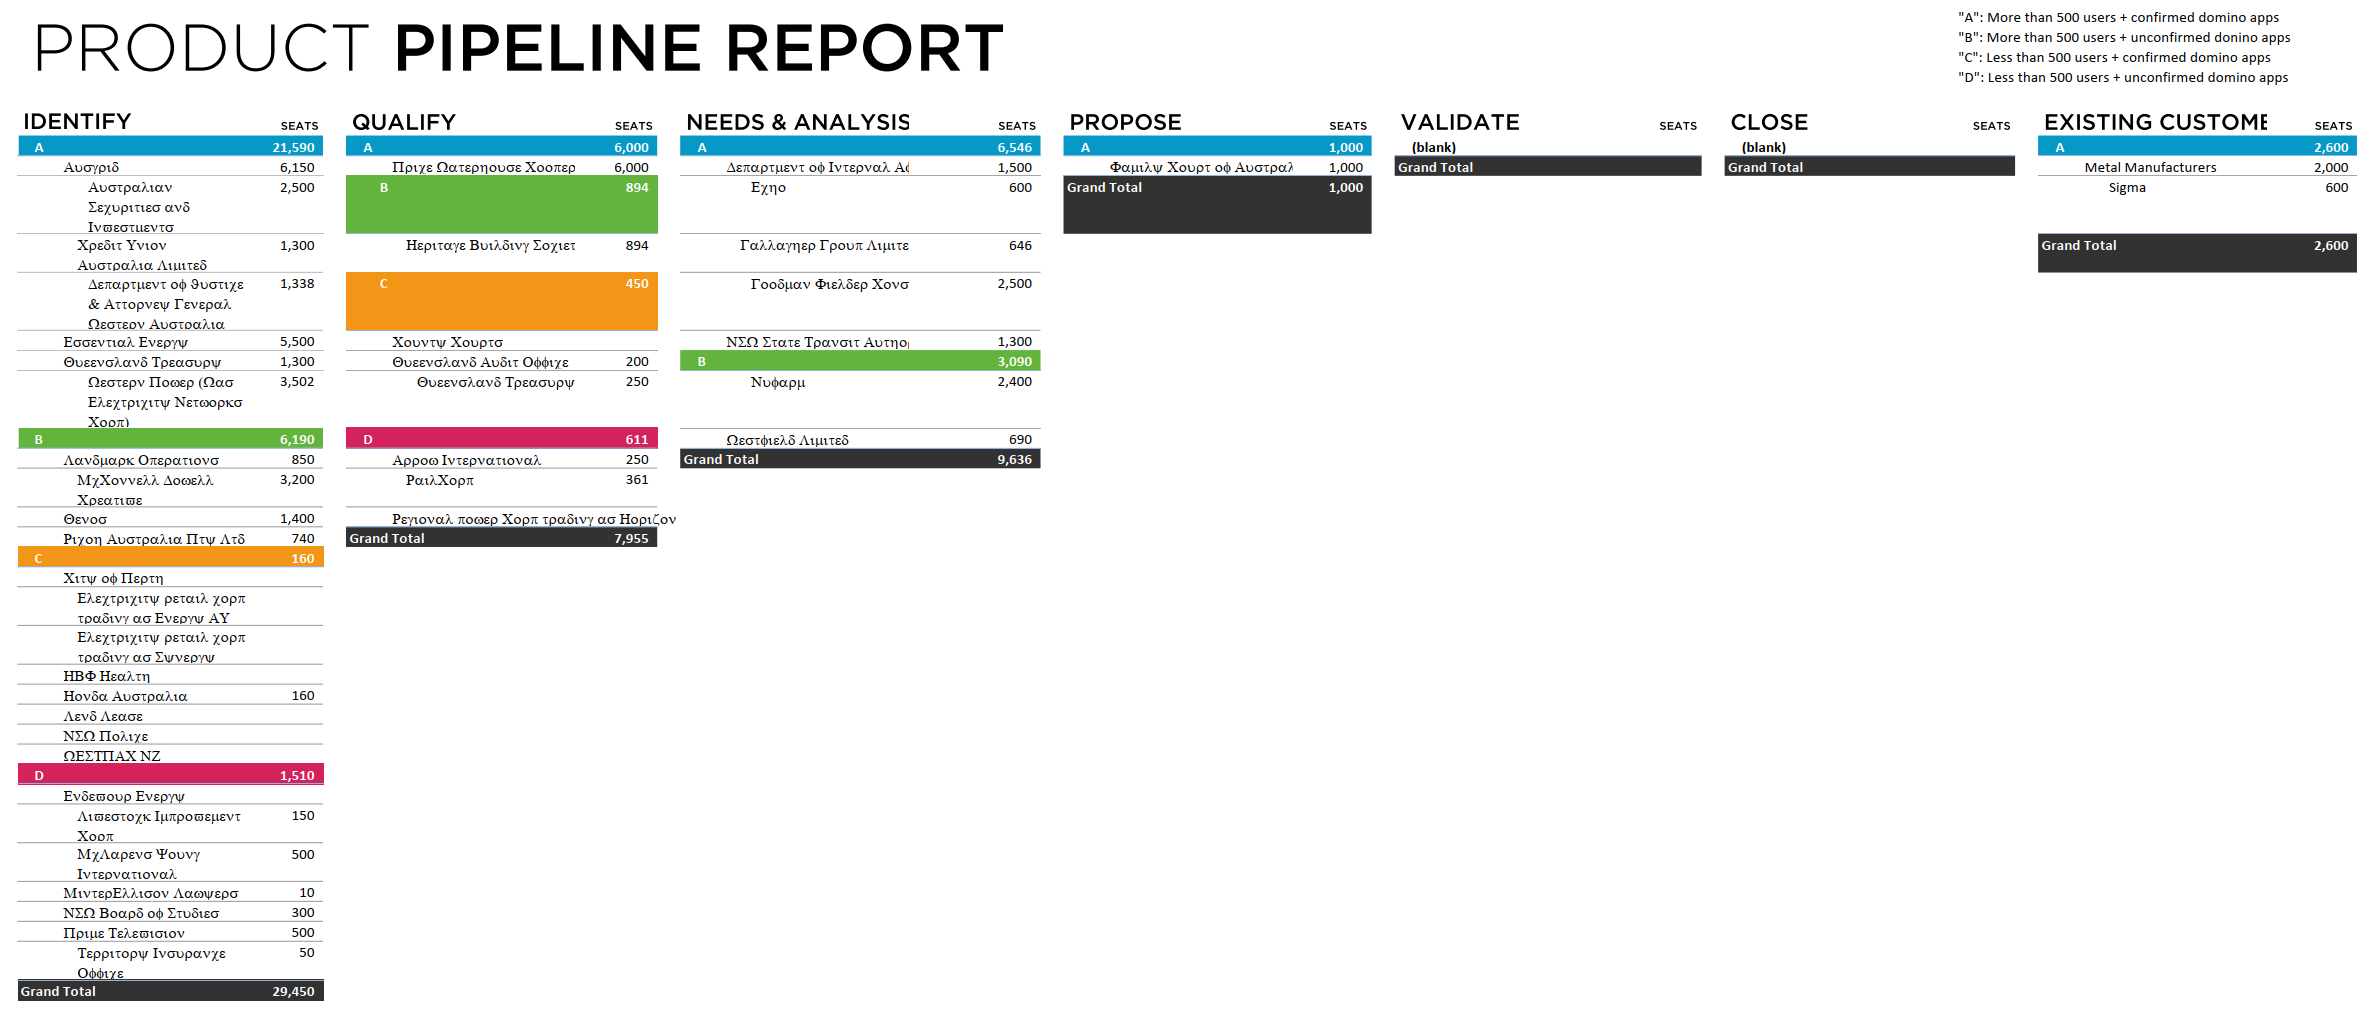 PRODUCT PIPELINE REPORT
"A": More than 500 users + confirmed domino apps
"B": More than 500 users + unconfirmed donino apps
"C": Less than 500 users + confirmed domino apps
"D": Less than 500 users + unconfirmed domino apps
IDENTIFY SEATS
A 21,590
Αυσγριδ 6,150
Αυστραλιαν 2,500
Σεχυριτιεσ ανδ
Ινϖεστμεντσ
Χρεδιτ Υνιον 1,300
Αυστραλια Λιμιτεδ
Δεπαρτμεντ οφ ϑυστιχε 1,338
& Αττορνεψ Γενεραλ
Ωεστερν Αυστραλια
Εσσεντιαλ Ενεργψ 5,500
Θυεενσλανδ Τρεασυρψ 1,300
Ωεστερν Ποωερ (Ωασ 3,502
Ελεχτριχιτψ Νετωορκσ
Χορπ)
B 6,190
Λανδμαρκ Οπερατιονσ 850
ΜχΧοννελλ Δοωελλ 3,200
Χρεατιϖε
Θενοσ 1,400
Ριχοη Αυστραλια Πτψ Λτδ 740
C 160
Χιτψ οφ Περτη
Ελεχτριχιτψ ρεταιλ χορπ
τραδινγ ασ Ενεργψ ΑΥ
Ελεχτριχιτψ ρεταιλ χορπ
τραδινγ ασ Σψνεργψ
ΗΒΦ Ηεαλτη
Ηονδα Αυστραλια 160
Λενδ Λεασε
ΝΣΩ Πολιχε
ΩΕΣΤΠΑΧ ΝΖ
D 1,510
Ενδεϖουρ Ενεργψ
Λιϖεστοχκ Ιμπροϖεμεντ 150
Χορπ
ΜχΛαρενσ Ψουνγ 500
Ιντερνατιοναλ
ΜιντερΕλλισον Λαωψερσ 10
ΝΣΩ Βοαρδ οφ Στυδιεσ 300
Πριμε Τελεϖισιον 500
Τερριτορψ Ινσυρανχε 50
Οφφιχε
Grand Total 29,450
QUALIFY SEATS
A 6,000
Πριχε Ωατερηουσε Χοοπερ 6,000
B 894
Ηεριταγε Βυιλδινγ Σοχιετ 894
C 450
Χουντψ Χουρτσ
Θυεενσλανδ Αυδιτ Οφφιχε 200
Θυεενσλανδ Τρεασυρψ 250
D 611
Αρροω Ιντερνατιοναλ 250
ΡαιλΧορπ 361
Ρεγιοναλ ποωερ Χορπ τραδινγ ασ Ηοριζον
Grand Total 7,955
NEEDS & ANALYSIS SEATS
A 6,546
Δεπαρτμεντ οφ Ιντερναλ Αφ 1,500
Εχηο 600
Γαλλαγηερ Γρουπ Λιμιτε 646
Γοοδμαν Φιελδερ Χονσ 2,500
ΝΣΩ Στατε Τρανσιτ Αυτηο 1,300
B 3,090
Νυφαρμ 2,400
Ωεστφιελδ Λιμιτεδ 690
Grand Total 9,636
PROPOSE SEATS
A 1,000
Φαμιλψ Χουρτ οφ Αυστραλ 1,000
Grand Total 1,000
VALIDATE SEATS
(blank)
Grand Total
CLOSE SEATS
(blank)
Grand Total
EXISTING CUSTOME SEATS
A 2,600
Metal Manufacturers 2,000
Sigma 600
Grand Total 2,600